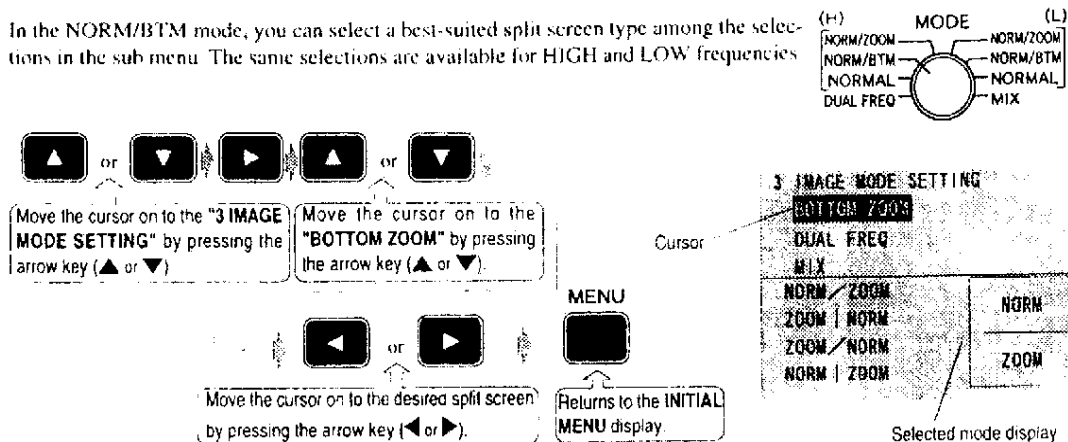 In the NORM/BTM mode, you can select a best-suited split screen type among the selec-
tions in the sub menu. The same selections are available for HIGH and LOW frequencies
(H) MODE (L)
NORM/ZOOM NORM/ZOOM
NORM/BTM NORM/BTM
NORMAL NORMAL
DUAL FREQ MIX
▲ or ▼ ► ▲ or ▼
Move the cursor on to the "3 IMAGE
MODE SETTING" by pressing the
arrow key (▲ or ▼)
Move the cursor on to the
"BOTTOM ZOOM" by pressing
the arrow key (▲ or ▼).
◄ or ►
MENU
Move the cursor on to the desired split screen
by pressing the arrow key (◄ or ►).
Returns to the INITIAL
MENU display.
3 IMAGE MODE SETTING
BOTTOM ZOOM
Cursor
DUAL FREQ
MIX
NORM/ZOOM
ZOOM | NORM
ZOOM/NORM
NORM | ZOOM
NORM
ZOOM
Selected mode display